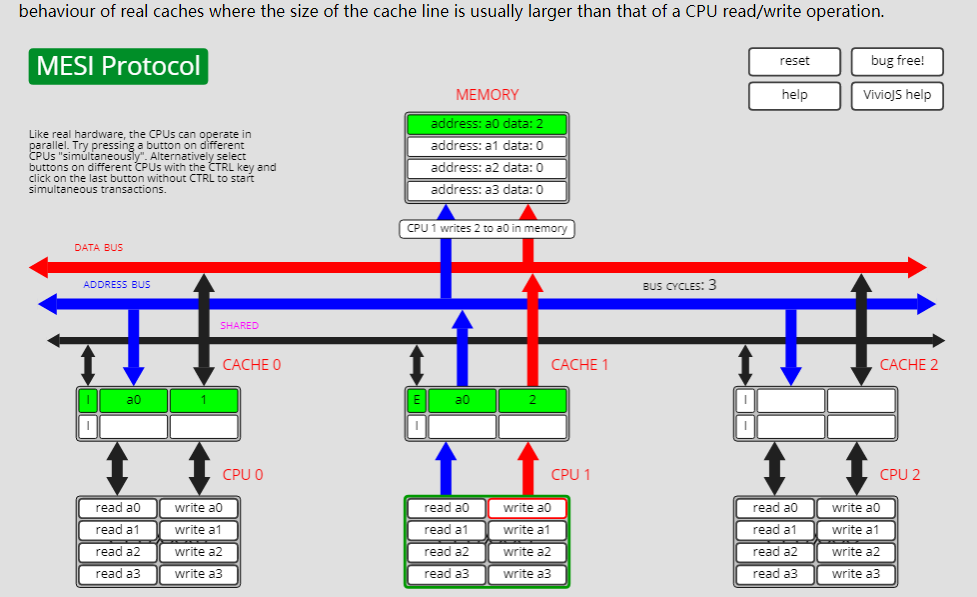 behaviour of real caches where the size of the cache line is usually larger than that of a CPU read/write operation.
MESI Protocol
reset
bug free!
help
VivioJS help
Like real hardware, the CPUs can operate in
parallel. Try pressing a button on different
CPUs "simultaneously". Alternatively select
buttons on different CPUs with the CTRL key and
click on the last button without CTRL to start
simultaneous transactions.
MEMORY
address: a0 data: 2
address: a1 data: 0
address: a2 data: 0
address: a3 data: 0
CPU 1 writes 2 to a0 in memory
DATA BUS
ADDRESS BUS
BUS CYCLES: 3
SHARED
CACHE 0
I a0 1
I
CACHE 1
E a0 2
I
CACHE 2
I
I
CPU 0
read a0 write a0
read a1 write a1
read a2 write a2
read a3 write a3
CPU 1
read a0 write a0
read a1 write a1
read a2 write a2
read a3 write a3
CPU 2
read a0 write a0
read a1 write a1
read a2 write a2
read a3 write a3